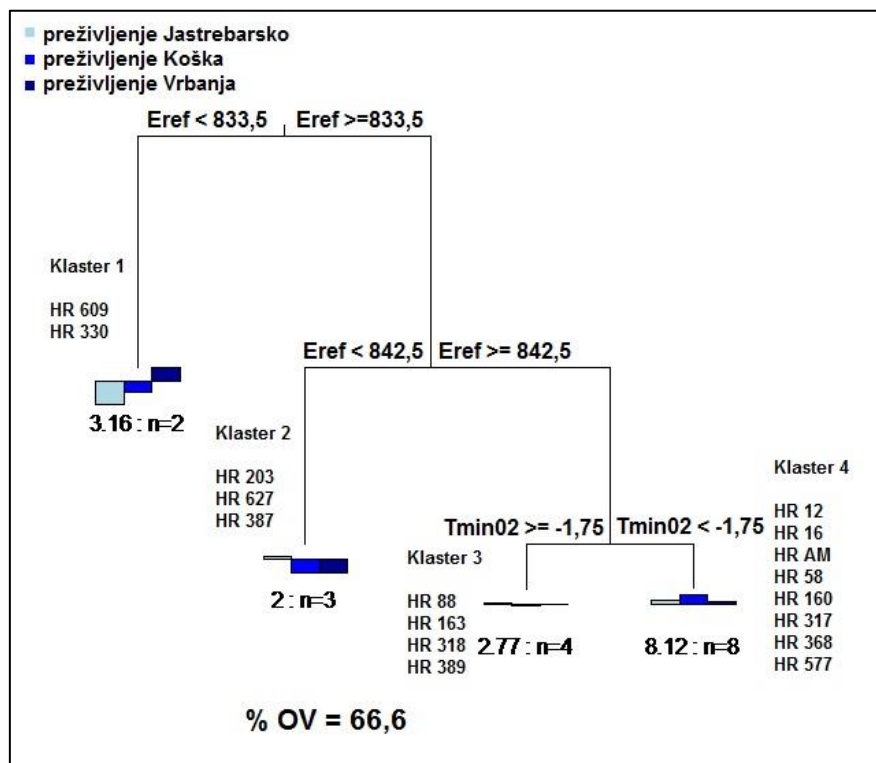 preživljenje Jastrebarsko
preživljenje Koška
preživljenje Vrbanja
Eref < 833,5 Eref >=833,5
Klaster 1
HR 609
HR 330
3.16 : n=2
Eref < 842,5 Eref >= 842,5
Klaster 2
HR 203
HR 627
HR 387
2 : n=3
Tmin02 >= -1,75 Tmin02 < -1,75
Klaster 3
HR 88
HR 163
HR 318
HR 389
2.77 : n=4
8.12 : n=8
Klaster 4
HR 12
HR 16
HR AM
HR 58
HR 160
HR 317
HR 368
HR 577
% OV = 66,6